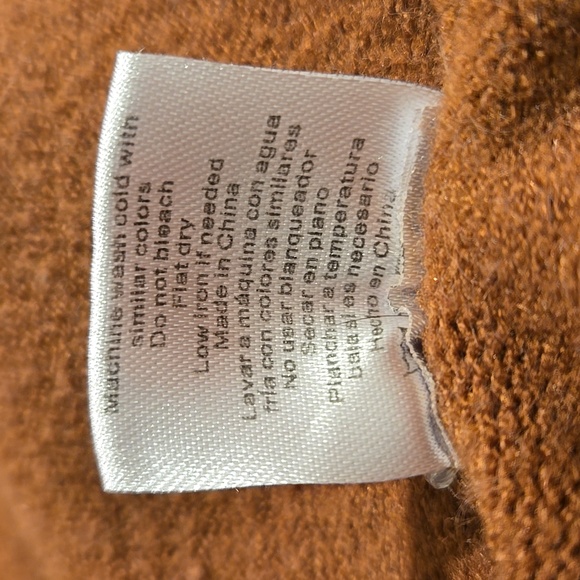 Machine wash cold with
similar colors
Do not bleach
Flat dry
Low iron if needed
Made in China
Lavar a máquina con agua
fría con colores similares
No usar blanqueador
Secar en plano
Planchar a temperatura
baja si es necesario
Hecho en China